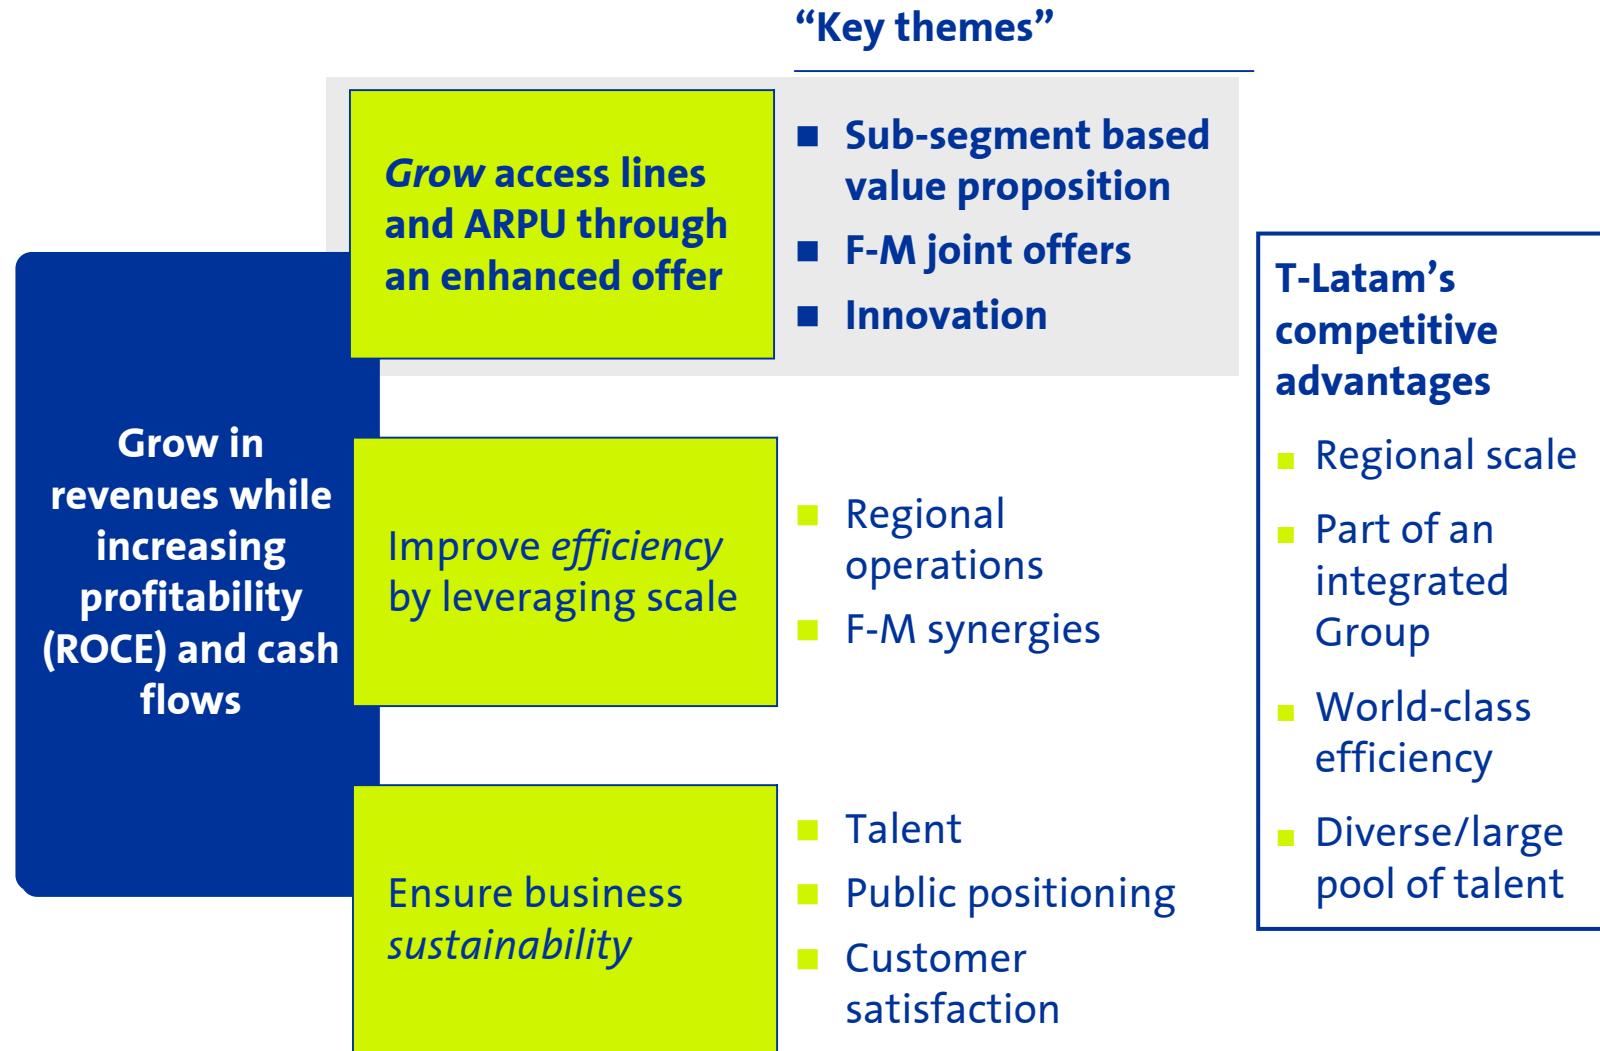 “Key themes”
Grow in
revenues while
increasing
profitability
(ROCE) and cash
flows
Grow access lines
and ARPU through
an enhanced offer
Sub-segment based
value proposition
F-M joint offers
Innovation
Improve efficiency
by leveraging scale
Regional
operations
F-M synergies
Ensure business
sustainability
Talent
Public positioning
Customer
satisfaction
T-Latam’s
competitive
advantages
Regional scale
Part of an
integrated
Group
World-class
efficiency
Diverse/large
pool of talent